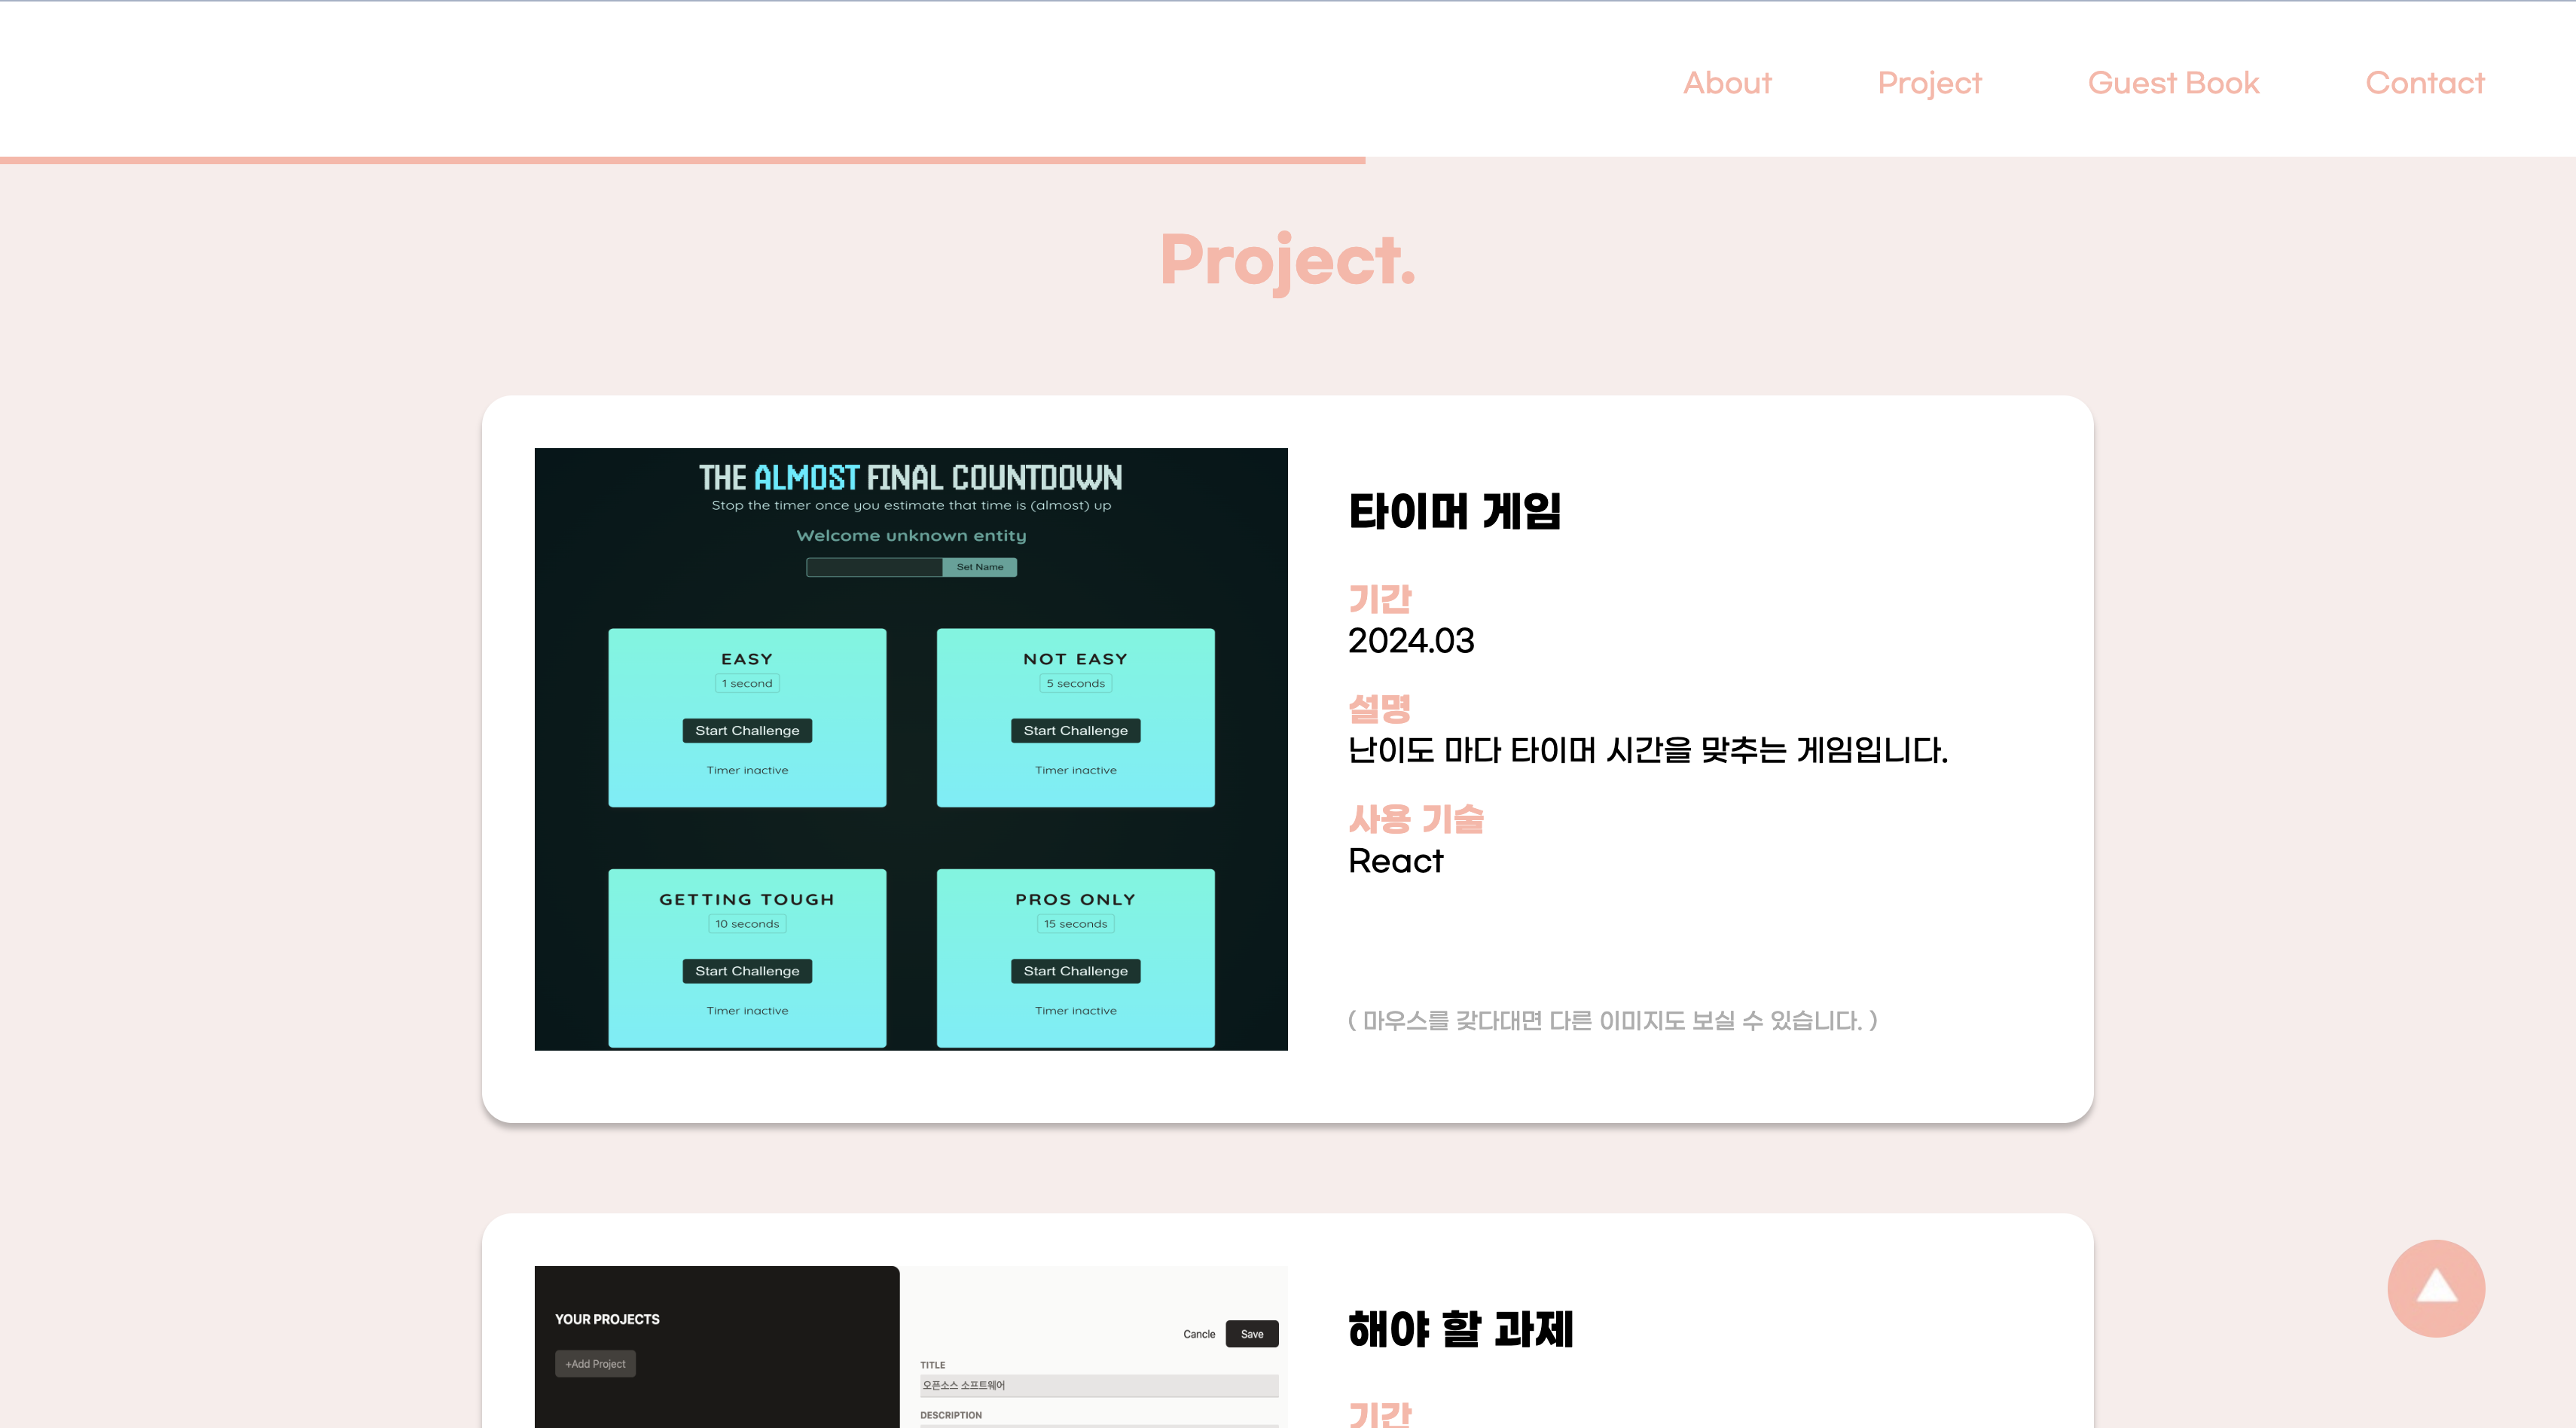 About Project Guest Book Contact
Project.
THE ALMOST FINAL COUNTDOWN
Stop the timer once you estimate that time is (almost) up
Welcome unknown entity
Set Name
EASY
1 second
Start Challenge
Timer inactive
NOT EASY
5 seconds
Start Challenge
Timer inactive
GETTING TOUGH
10 seconds
Start Challenge
Timer inactive
PROS ONLY
15 seconds
Start Challenge
Timer inactive
타이머 게임
기간
2024.03
설명
난이도 마다 타이머 시간을 맞추는 게임입니다.
사용 기술
React
( 마우스를 갖다대면 다른 이미지도 보실 수 있습니다. )
YOUR PROJECTS
+Add Project
Cancle Save
TITLE
오픈소스 소프트웨어
DESCRIPTION
해야 할 과제
기간